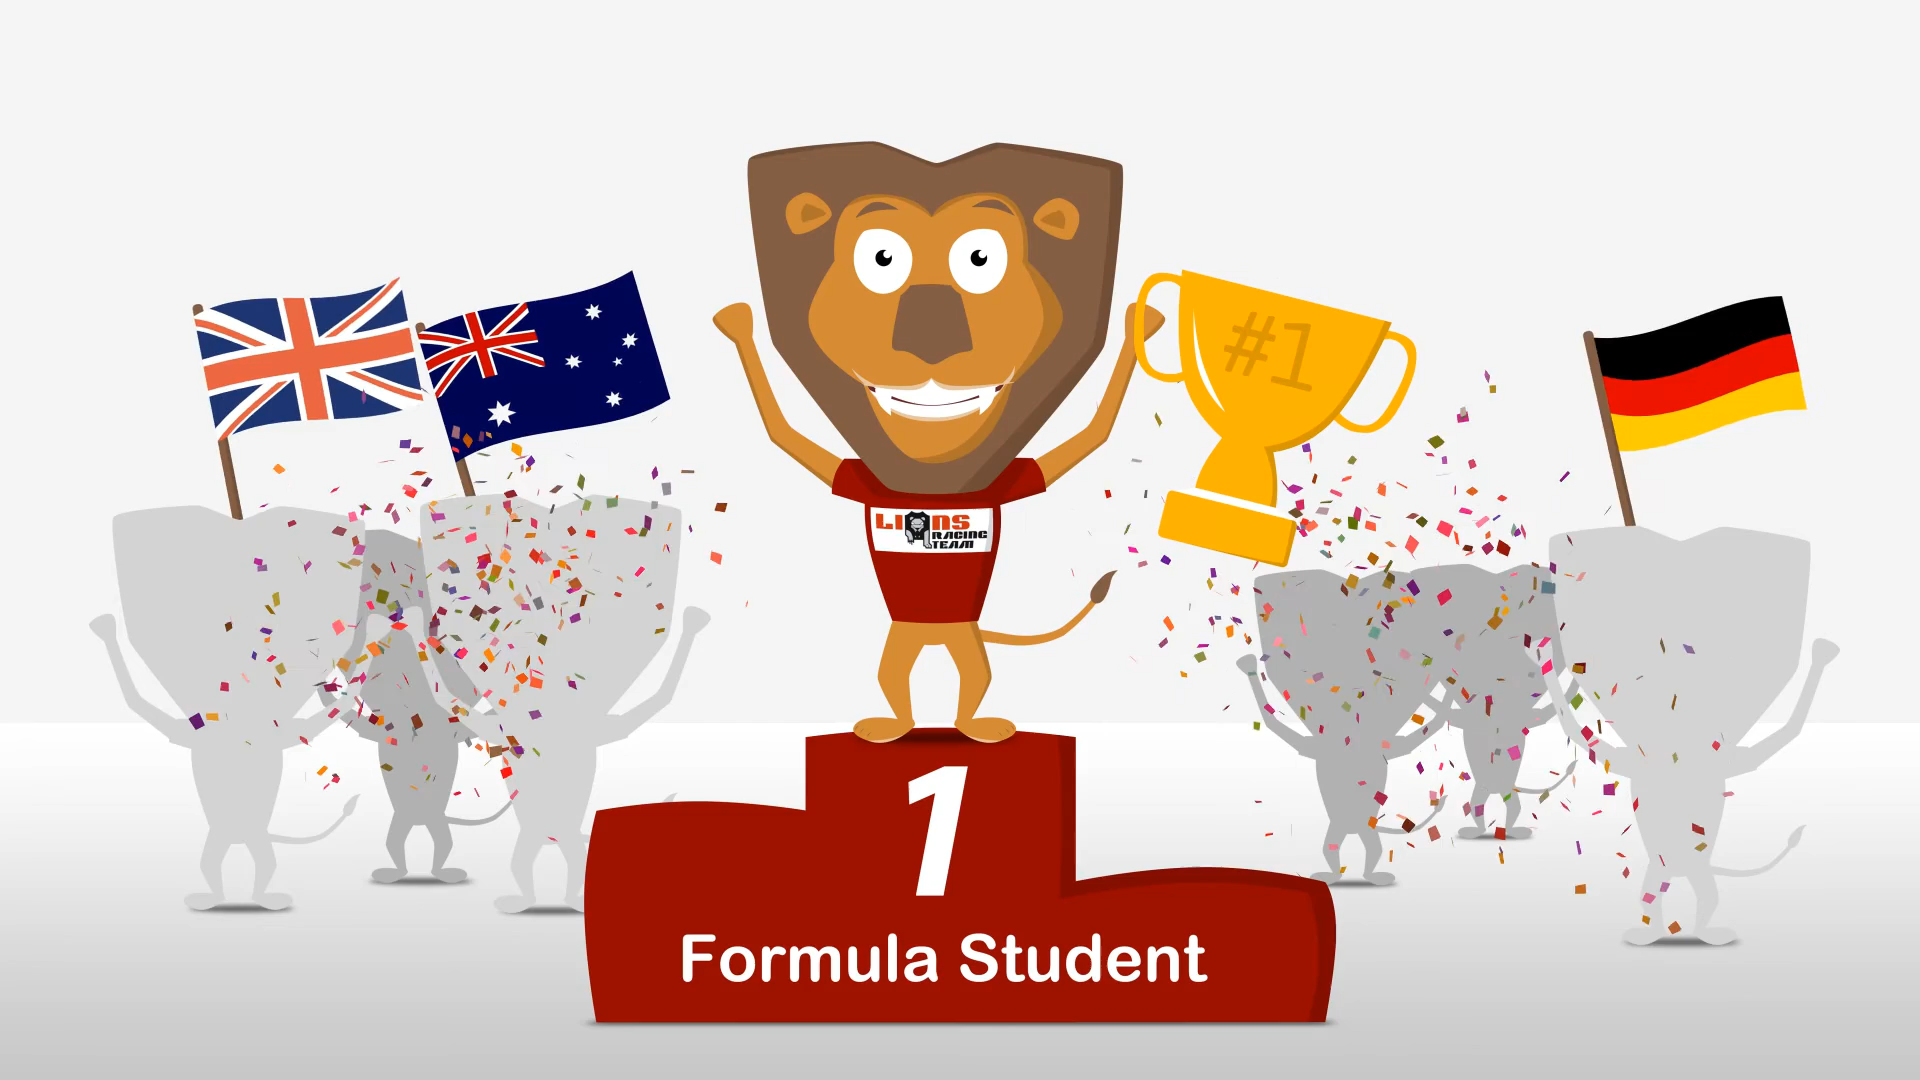 #1
LIONS
RACING
TEAM
1
Formula Student